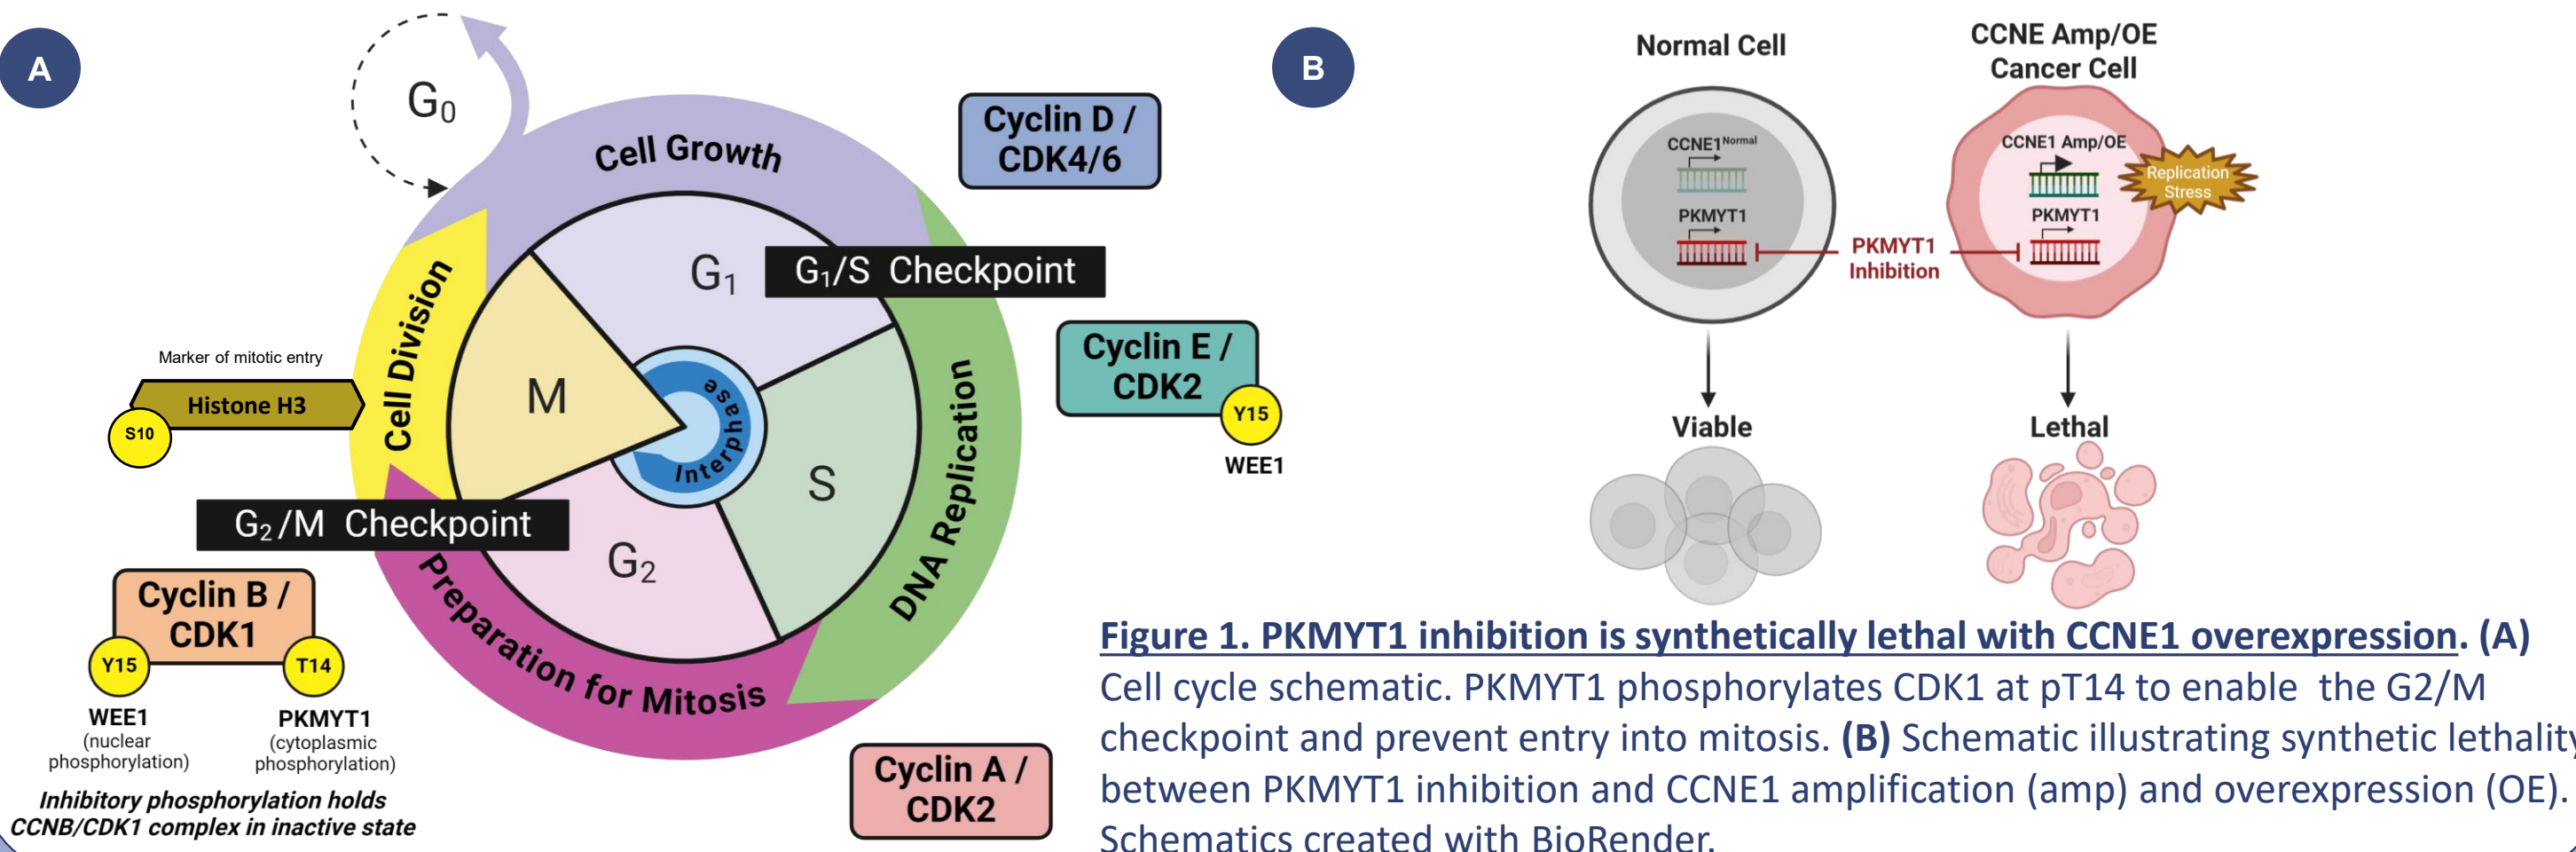 A
G₀
Cell Growth
Cyclin D /
CDK4/6
G₁
G₁/S Checkpoint
Cell Division
M
Interphase
Marker of mitotic entry
Histone H3
S10
Cyclin E /
CDK2
Y15
WEE1
S
DNA Replication
G₂/M Checkpoint
G₂
Preparation for Mitosis
Cyclin B /
CDK1
Y15
T14
WEE1
(nuclear
phosphorylation)
PKMYT1
(cytoplasmic
phosphorylation)
Inhibitory phosphorylation holds
CCNB/CDK1 complex in inactive state
Cyclin A /
CDK2
B
Normal Cell
CCNE1Normal
PKMYT1
CCNE Amp/OE
Cancer Cell
CCNE1 Amp/OE
Replication
Stress
PKMYT1
PKMYT1
Inhibition
Viable
Lethal
Figure 1. PKMYT1 inhibition is synthetically lethal with CCNE1 overexpression. (A)
Cell cycle schematic. PKMYT1 phosphorylates CDK1 at pT14 to enable the G2/M
checkpoint and prevent entry into mitosis. (B) Schematic illustrating synthetic lethality
between PKMYT1 inhibition and CCNE1 amplification (amp) and overexpression (OE).
Schematics created with BioRender.